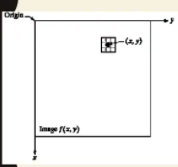 Origin
y
(x, y)
Image f(x, y)
x